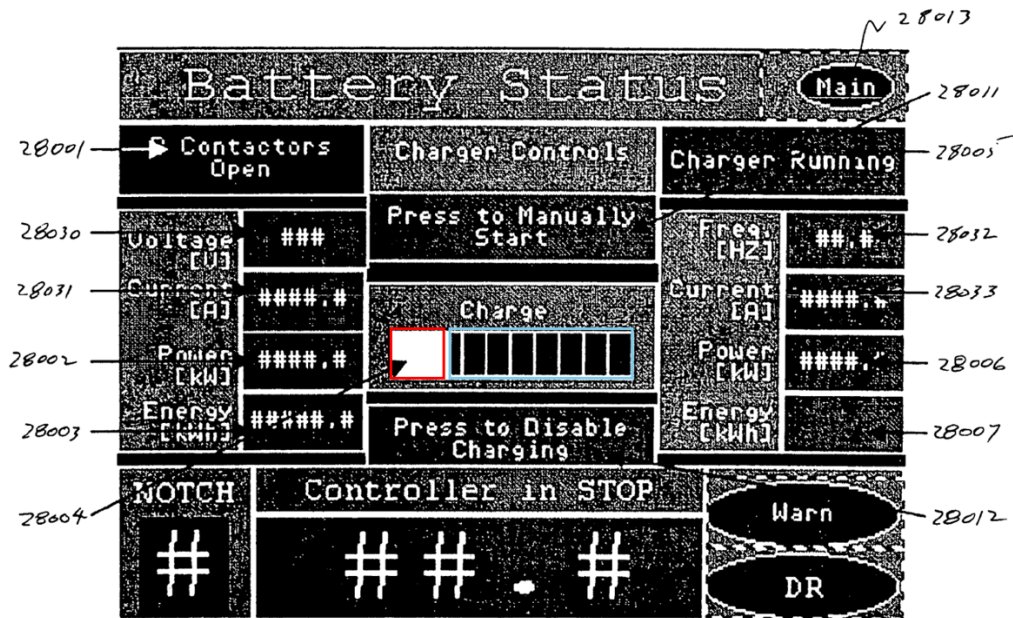 28013
Battery Status
Main
28011
28001
Contactors
Open
Charger Controls
Charger Running
28005
Press to Manually
Start
28030
Voltage
[V]
###
Freq.
[HZ]
##.#
28032
28031
Current
[A]
####.#
Charge
Current
[A]
####.#
28033
28002
Power
[kW]
####.#
Power
[kW]
28006
28003
Energy
[kWh]
#####.#
Press to Disable
Charging
Energy
[kWh]
28007
28004
NOTCH
Controller in STOP
Warn
28012
#
##.#
DR